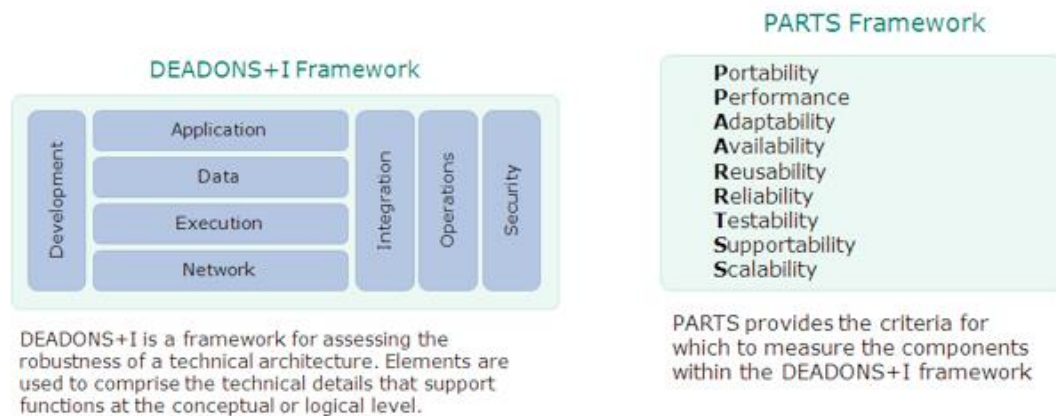 DEADONS+I Framework
Development
Application
Data
Execution
Network
Integration
Operations
Security
DEADONS+I is a framework for assessing the
robustness of a technical architecture. Elements are
used to comprise the technical details that support
functions at the conceptual or logical level.
PARTS Framework
Portability
Performance
Adaptability
Availability
Reusability
Reliability
Testability
Supportability
Scalability
PARTS provides the criteria for
which to measure the components
within the DEADONS+I framework